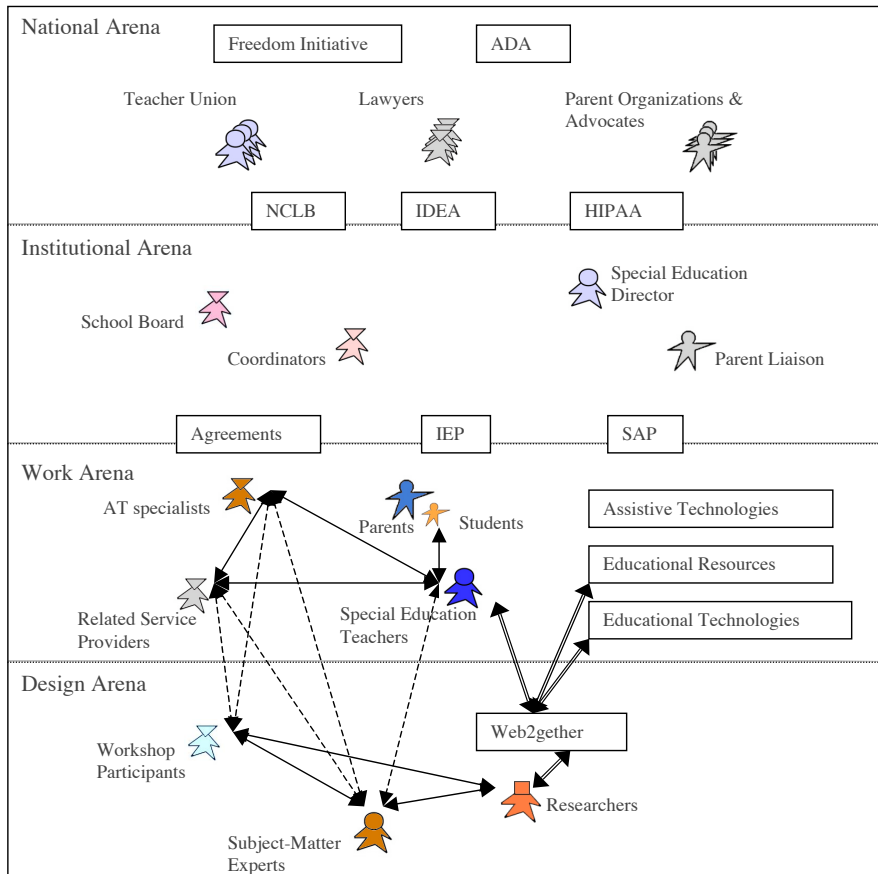 National Arena
Freedom Initiative
ADA
Teacher Union
Lawyers
Parent Organizations &
Advocates
NCLB
IDEA
HIPAA
Institutional Arena
Special Education
Director
School Board
Coordinators
Parent Liaison
Agreements
IEP
SAP
Work Arena
AT specialists
Parents
Students
Assistive Technologies
Educational Resources
Related Service
Providers
Special Education
Teachers
Educational Technologies
Design Arena
Web2gether
Workshop
Participants
Researchers
Subject-Matter
Experts